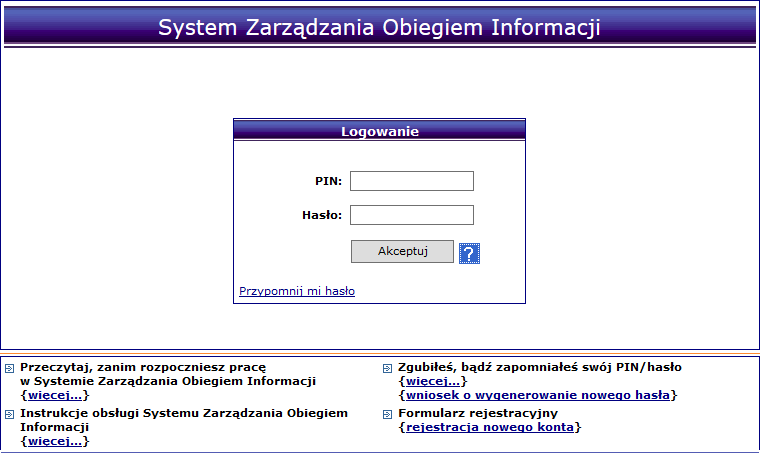 System Zarządzania Obiegiem Informacji
Logowanie
PIN:
Hasło:
Akceptuj
?
Przypomnij mi hasło
Przeczytaj, zanim rozpoczniesz pracę
w Systemie Zarządzania Obiegiem Informacji
{więcej...}
Instrukcje obsługi Systemu Zarządzania Obiegiem
Informacji
{więcej...}
Zgubiłeś, bądź zapomniałeś swój PIN/hasło
{więcej...}
{wniosek o wygenerowanie nowego hasła}
Formularz rejestracyjny
{rejestracja nowego konta}